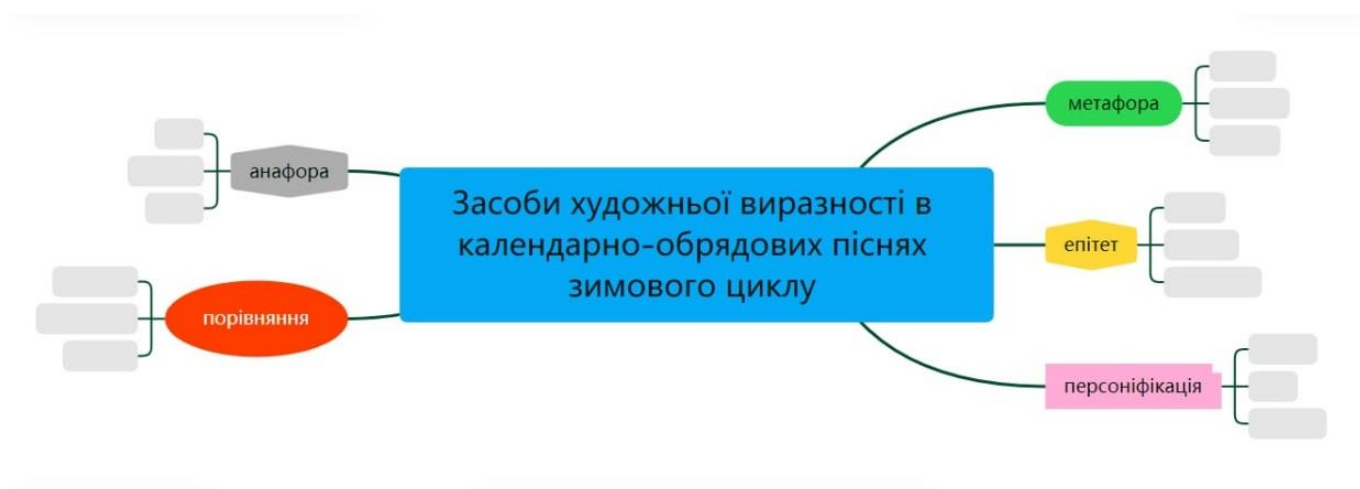 Засоби художньої виразності в
календарно-обрядових піснях
зимового циклу
метафора
епітет
персоніфікація
анафора
порівняння